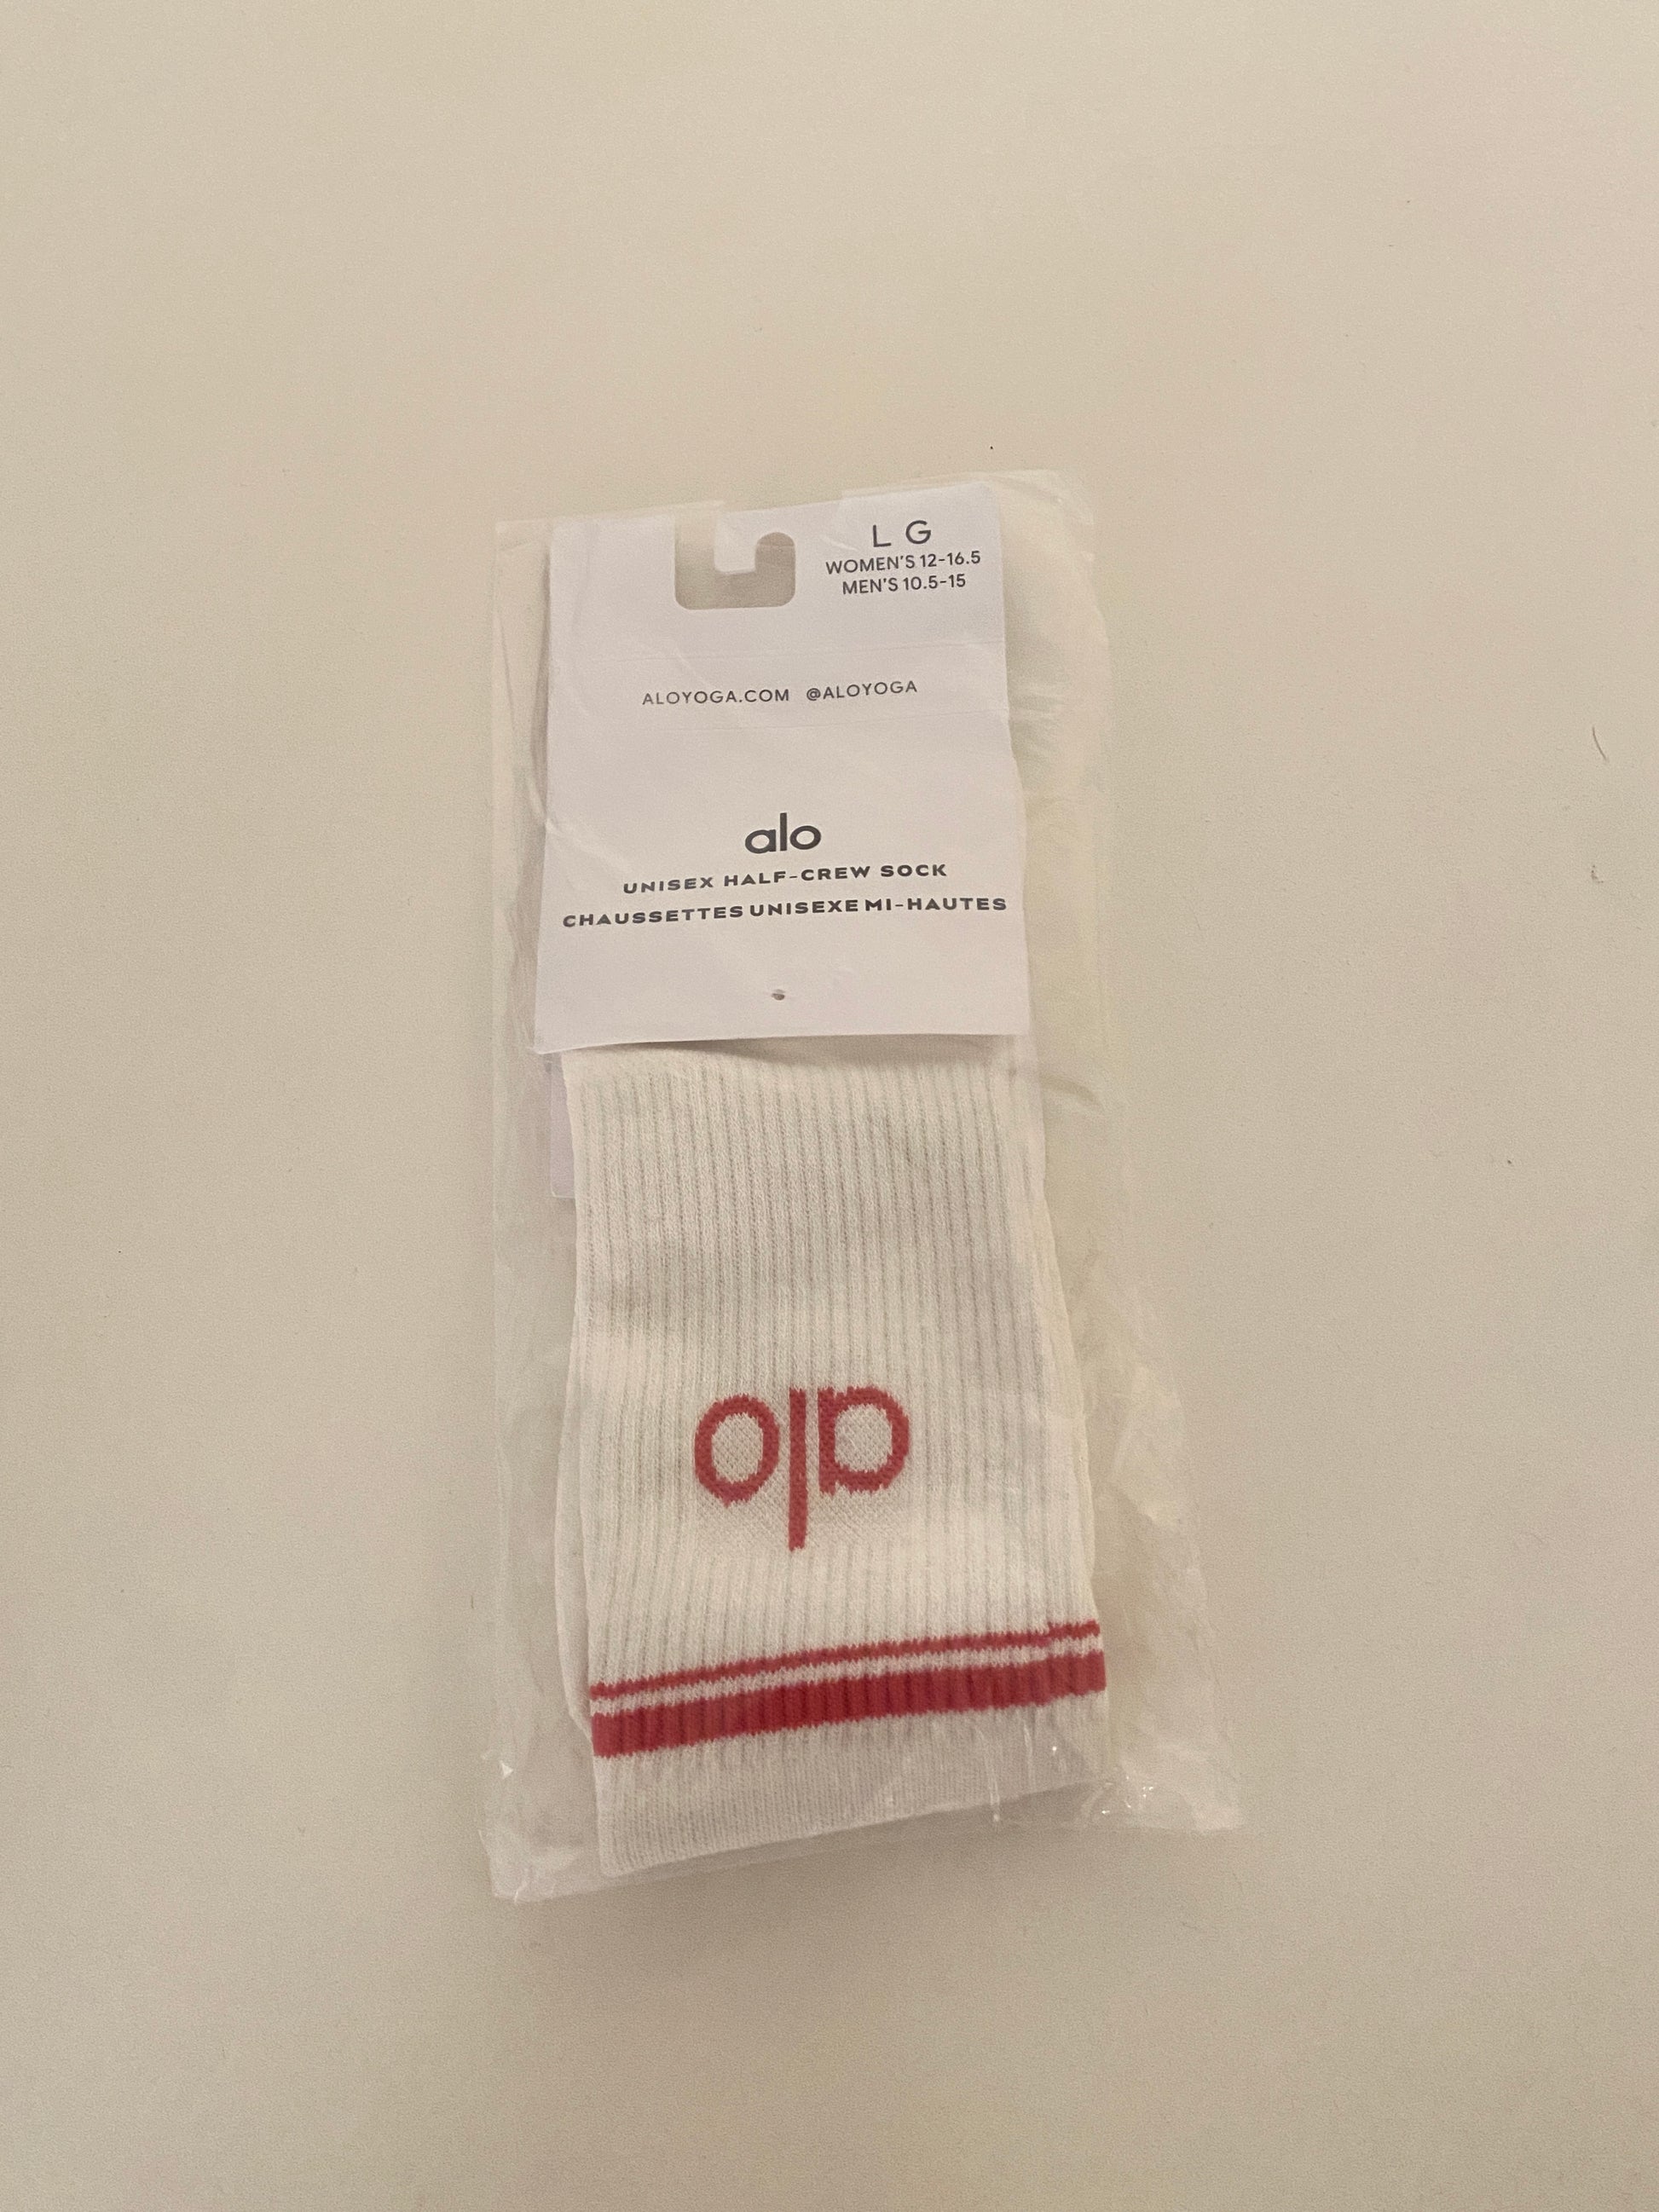 L G
WOMEN'S 12-16.5
MEN'S 10.5-15
ALOYOGA.COM @ALOYOGA
alo
UNISEX HALF-CREW SOCK
CHAUSSETTES UNISEXE MI-HAUTES
alo